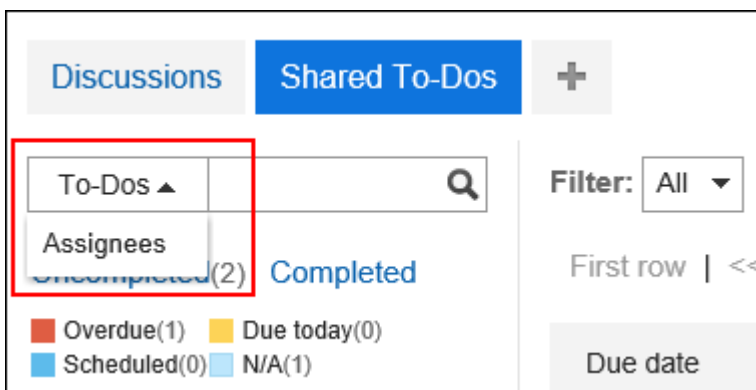 Discussions Shared To-Dos
To-Dos Filter: All
Assignees
Uncompleted(2) Completed First row | <<
Overdue(1) Due today(0)
Scheduled(0) N/A(1) Due date